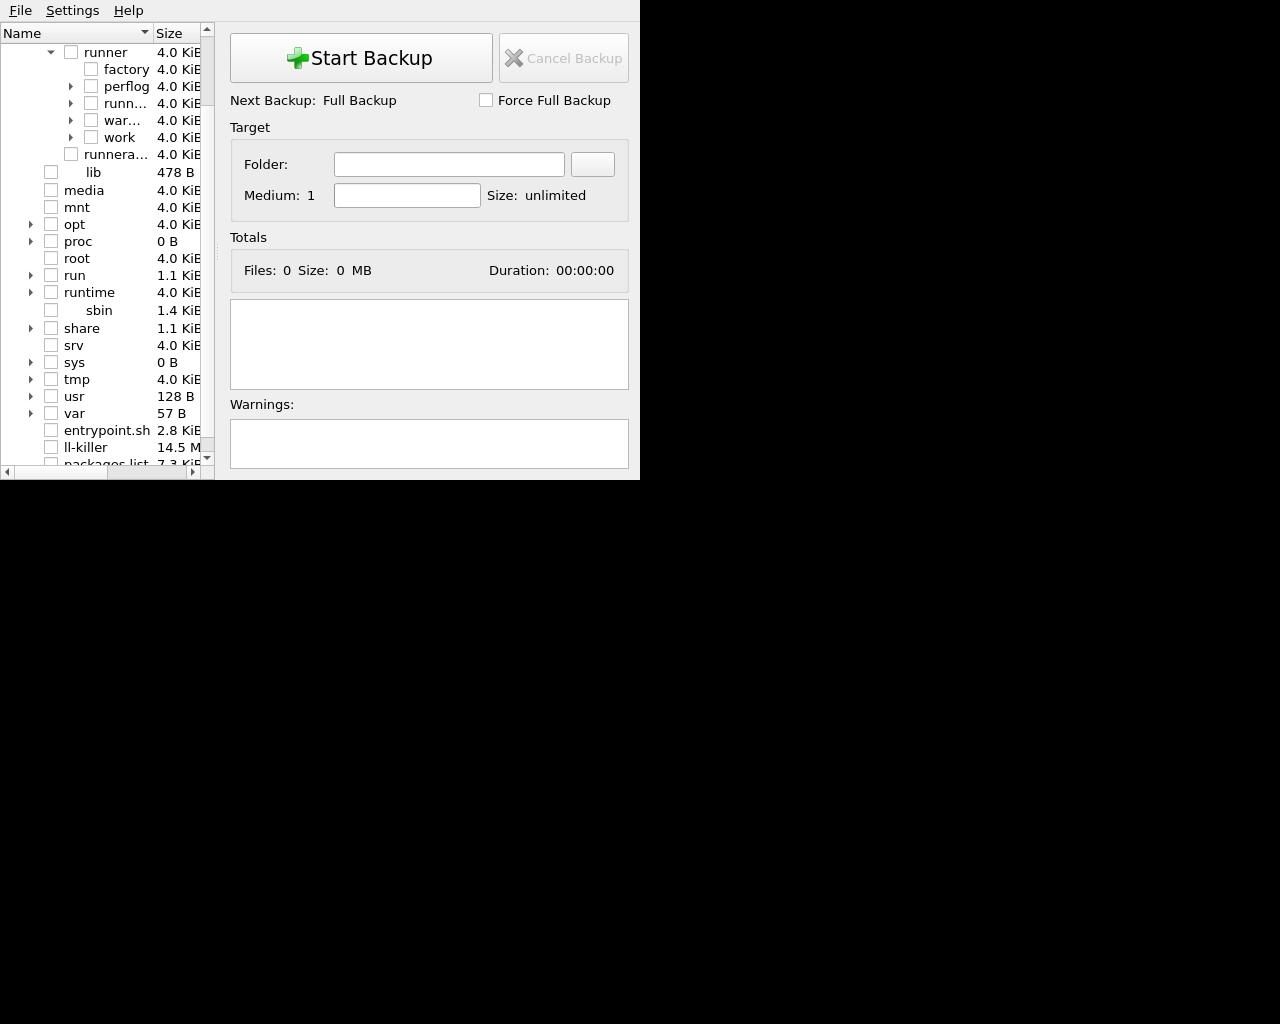 File Settings Help
Name Size
runner 4.0 KiB
factory 4.0 KiB
perflog 4.0 KiB
runn... 4.0 KiB
war... 4.0 KiB
work 4.0 KiB
runnera... 4.0 KiB
lib 478 B
media 4.0 KiB
mnt 4.0 KiB
opt 4.0 KiB
proc 0 B
root 4.0 KiB
run 1.1 KiB
runtime 4.0 KiB
sbin 1.4 KiB
share 1.1 KiB
srv 4.0 KiB
sys 0 B
tmp 4.0 KiB
usr 128 B
var 57 B
entrypoint.sh 2.8 KiB
ll-killer 14.5 M
packages.list 7.3 KiB
Start Backup
Cancel Backup
Next Backup: Full Backup
Force Full Backup
Target
Folder:
Medium: 1
Size: unlimited
Totals
Files: 0 Size: 0 MB
Duration: 00:00:00
Warnings: